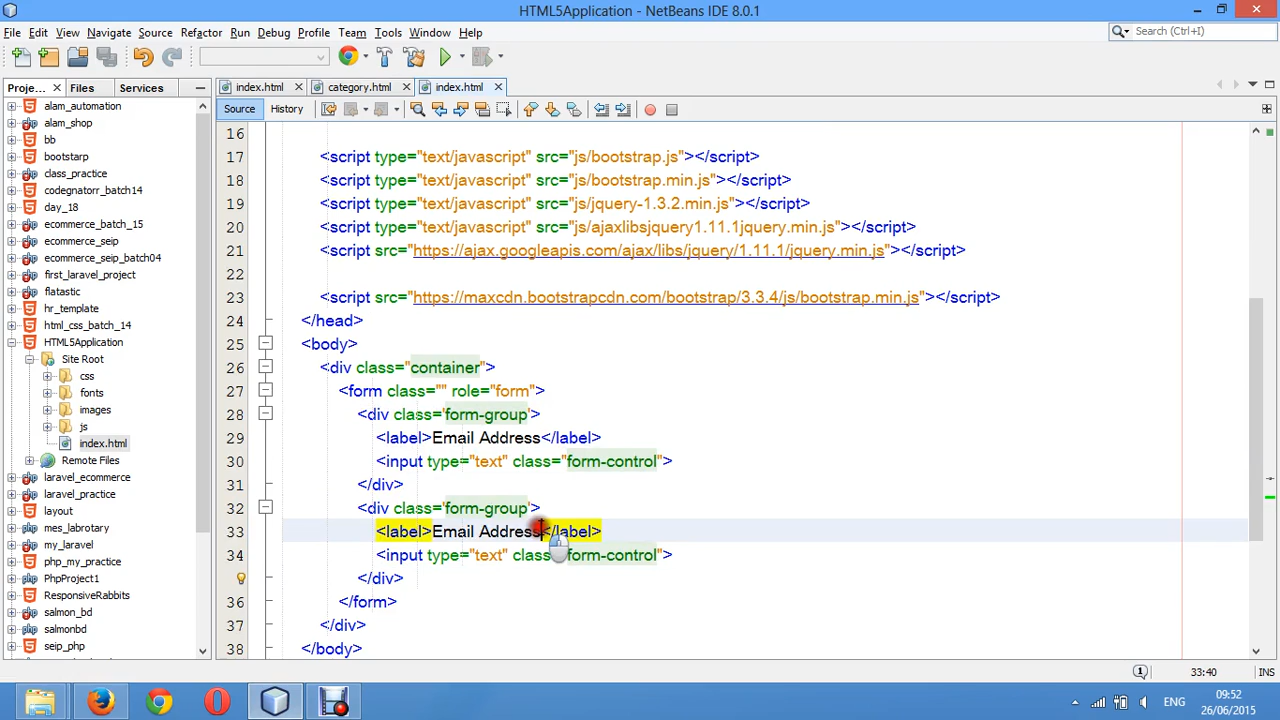 HTML5Application - NetBeans IDE 8.0.1
File Edit View Navigate Source Refactor Run Debug Profile Team Tools Window Help
Search (Ctrl+I)
Proje... Files Services
index.html category.html index.html
Source History
alam_automation
alam_shop
bb
bootstarp
class_practice
codegnatorr_batch14
day_18
ecommerce_batch_15
ecommerce_seip
ecommerce_seip_batch04
first_laravel_project
flatastic
hr_template
html_css_batch_14
HTML5Application
Site Root
css
fonts
images
js
index.html
Remote Files
laravel_ecommerce
laravel_practice
layout
mes_labrotary
my_laravel
php_my_practice
PhpProject1
ResponsiveRabbits
salmon_bd
salmonbd
seip_php
16
17 <script type="text/javascript" src="js/bootstrap.js"></script>
18 <script type="text/javascript" src="js/bootstrap.min.js"></script>
19 <script type="text/javascript" src="js/jquery-1.3.2.min.js"></script>
20 <script type="text/javascript" src="js/ajaxlibsjquery1.11.1jquery.min.js"></script>
21 <script src="https://ajax.googleapis.com/ajax/libs/jquery/1.11.1/jquery.min.js"></script>
22
23 <script src="https://maxcdn.bootstrapcdn.com/bootstrap/3.3.4/js/bootstrap.min.js"></script>
24 </head>
25 <body>
26 <div class="container">
27 <form class="" role="form">
28 <div class='form-group'>
29 <label>Email Address</label>
30 <input type="text" class="form-control">
31 </div>
32 <div class='form-group'>
33 <label>Email Address</label>
34 <input type="text" class="form-control">
</div>
36 </form>
37 </div>
38 </body>
33:40 INS
ENG
09:52
26/06/2015